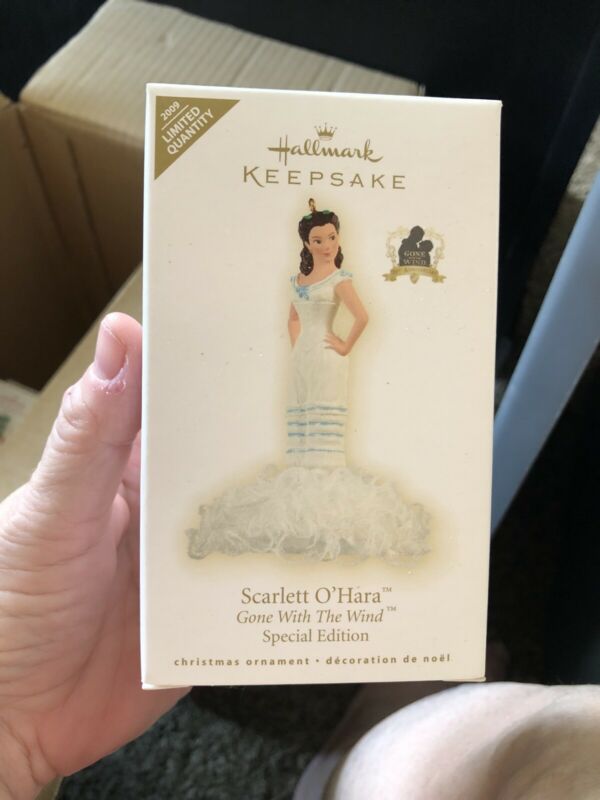 2009
LIMITED
QUANTITY
Hallmark
KEEPSAKE
GONE
WIND
Scarlett O'Hara™
Gone With The Wind™
Special Edition
christmas ornament • décoration de noël